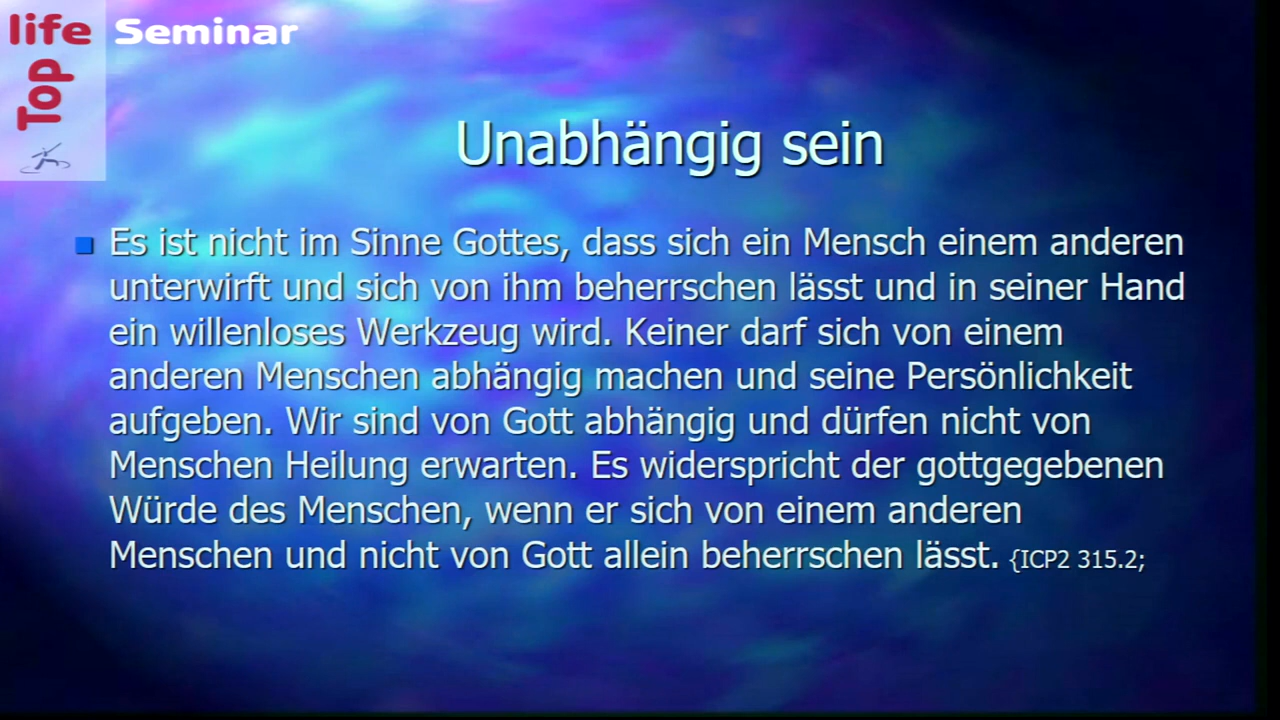 life Seminar
Top
Unabhängig sein
Es ist nicht im Sinne Gottes, dass sich ein Mensch einem anderen
unterwirft und sich von ihm beherrschen lässt und in seiner Hand
ein willenloses Werkzeug wird. Keiner darf sich von einem
anderen Menschen abhängig machen und seine Persönlichkeit
aufgeben. Wir sind von Gott abhängig und dürfen nicht von
Menschen Heilung erwarten. Es widerspricht der gottgegebenen
Würde des Menschen, wenn er sich von einem anderen
Menschen und nicht von Gott allein beherrschen lässt. {ICP2 315.2;